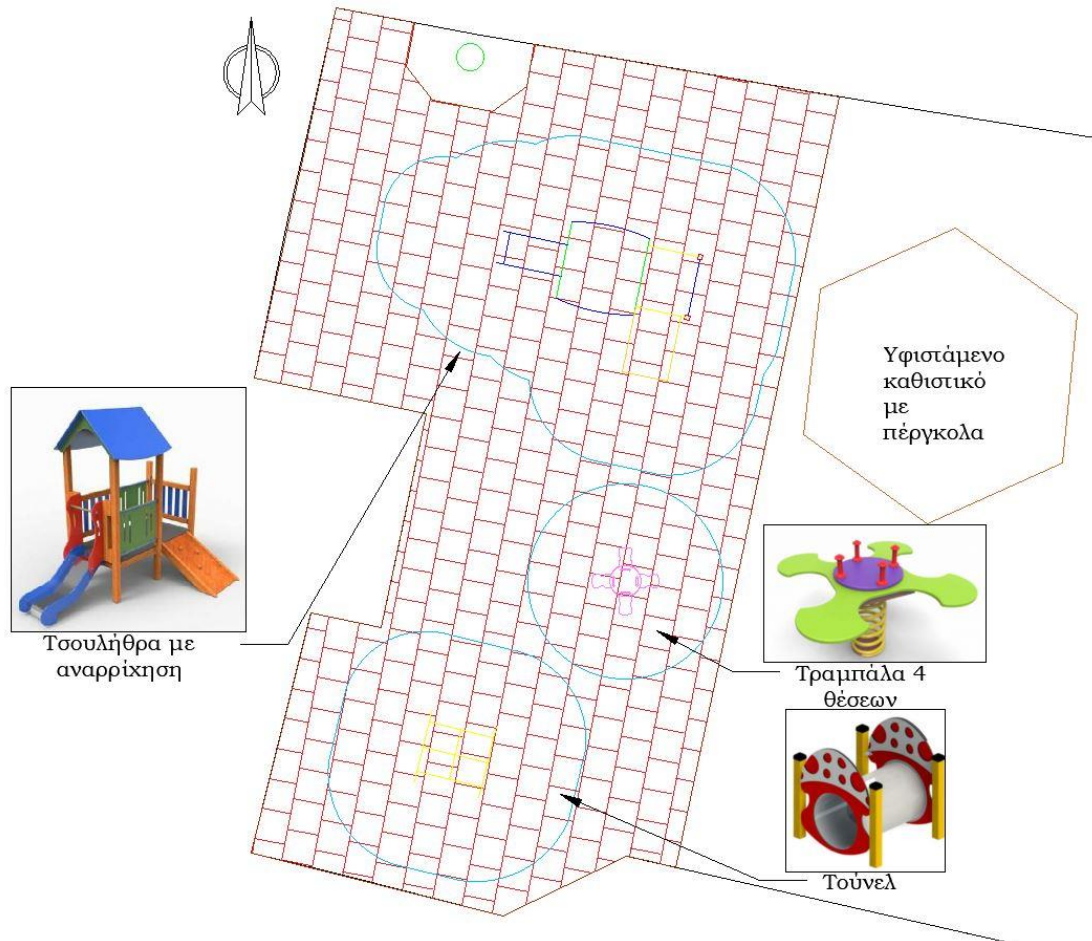 Υφιστάμενο
καθιστικό
με
πέργκολα
Τσουλήθρα με
αναρρίχηση
Τραμπάλα 4
θέσεων
Τούνελ